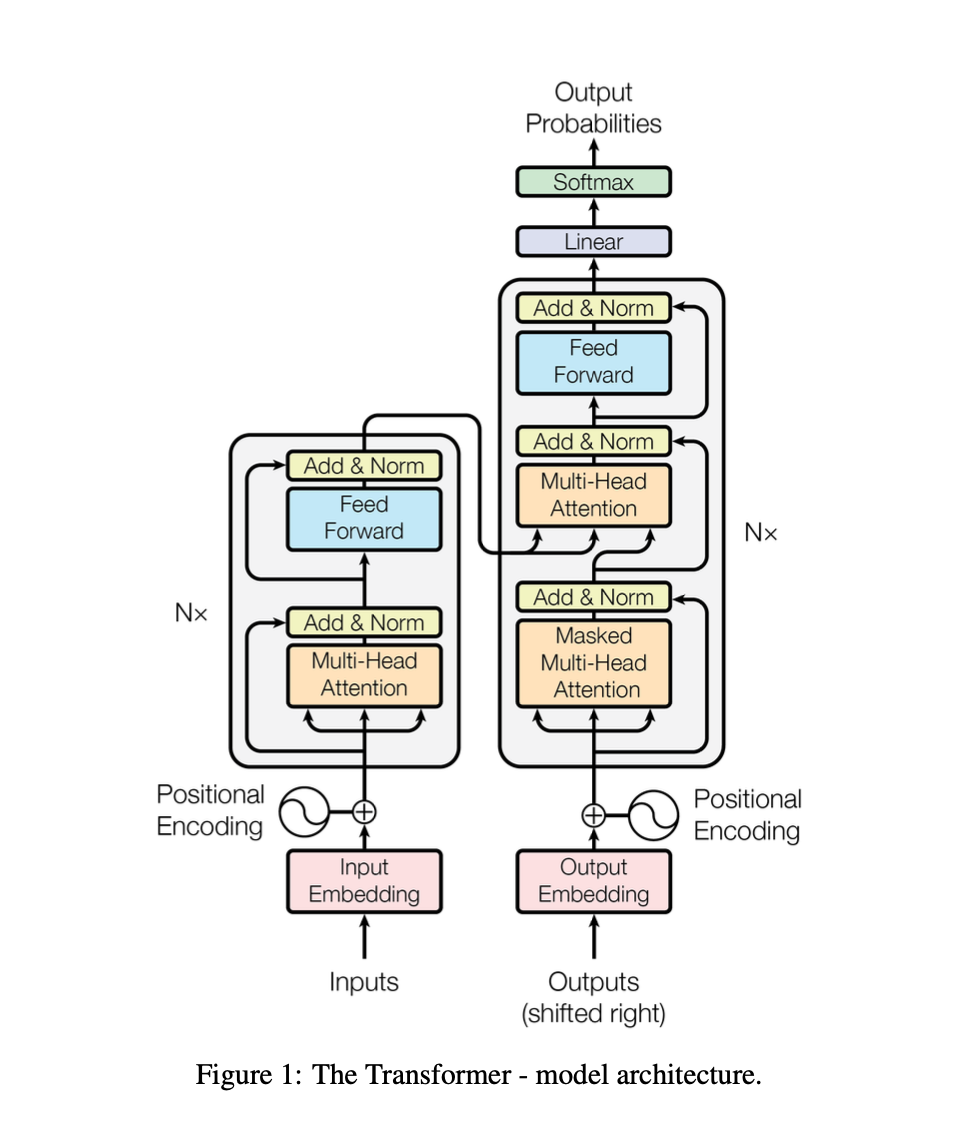 Output
Probabilities
Softmax
Linear
Add & Norm
Feed
Forward
Add & Norm
Multi-Head
Attention
Add & Norm
Masked
Multi-Head
Attention
Nx
Add & Norm
Feed
Forward
Add & Norm
Multi-Head
Attention
Nx
Positional
Encoding
Positional
Encoding
Input
Embedding
Output
Embedding
Inputs
Outputs
(shifted right)
Figure 1: The Transformer - model architecture.